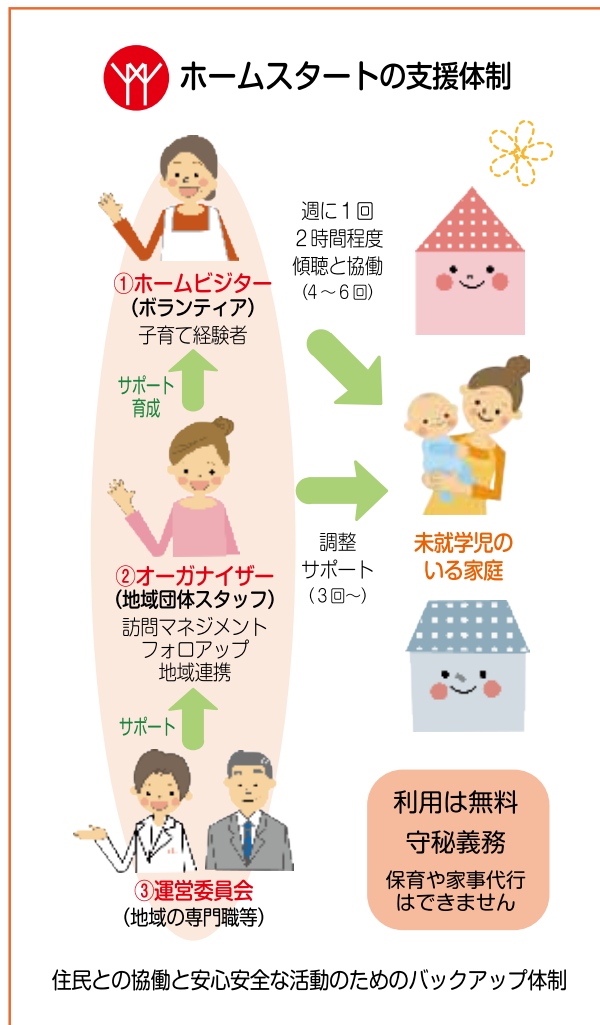 ホームスタートの支援体制
週に1回
2時間程度
傾聴と協働
(4~6回)
①ホームビジター
(ボランティア)
子育て経験者
サポート
育成
調整
サポート
(3回~)
未就学児の
いる家庭
②オーガナイザー
(地域団体スタッフ)
訪問マネジメント
フォロアップ
地域連携
サポート
③運営委員会
(地域の専門職等)
利用は無料
守秘義務
保育や家事代行
はできません
住民との協働と安心安全な活動のためのバックアップ体制